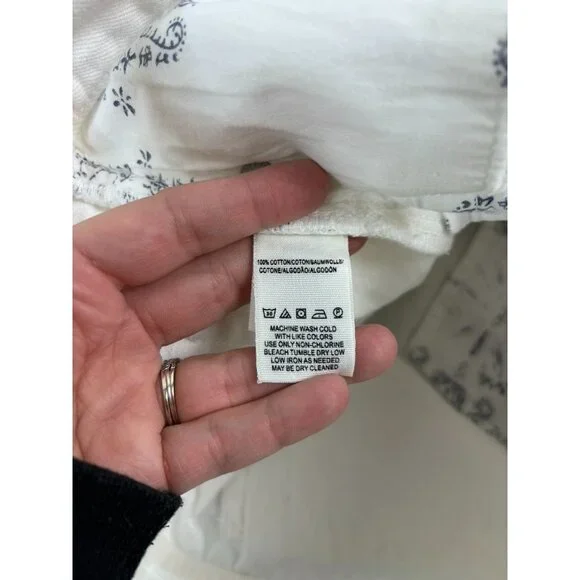 100% COTTON/COTON/BAUMWOLLE/
COTONE/ALGODÃO/ALGODÓN
MACHINE WASH COLD
WITH LIKE COLORS
USE ONLY NON-CHLORINE
BLEACH TUMBLE DRY LOW
LOW IRON AS NEEDED
MAY BE DRY CLEANED